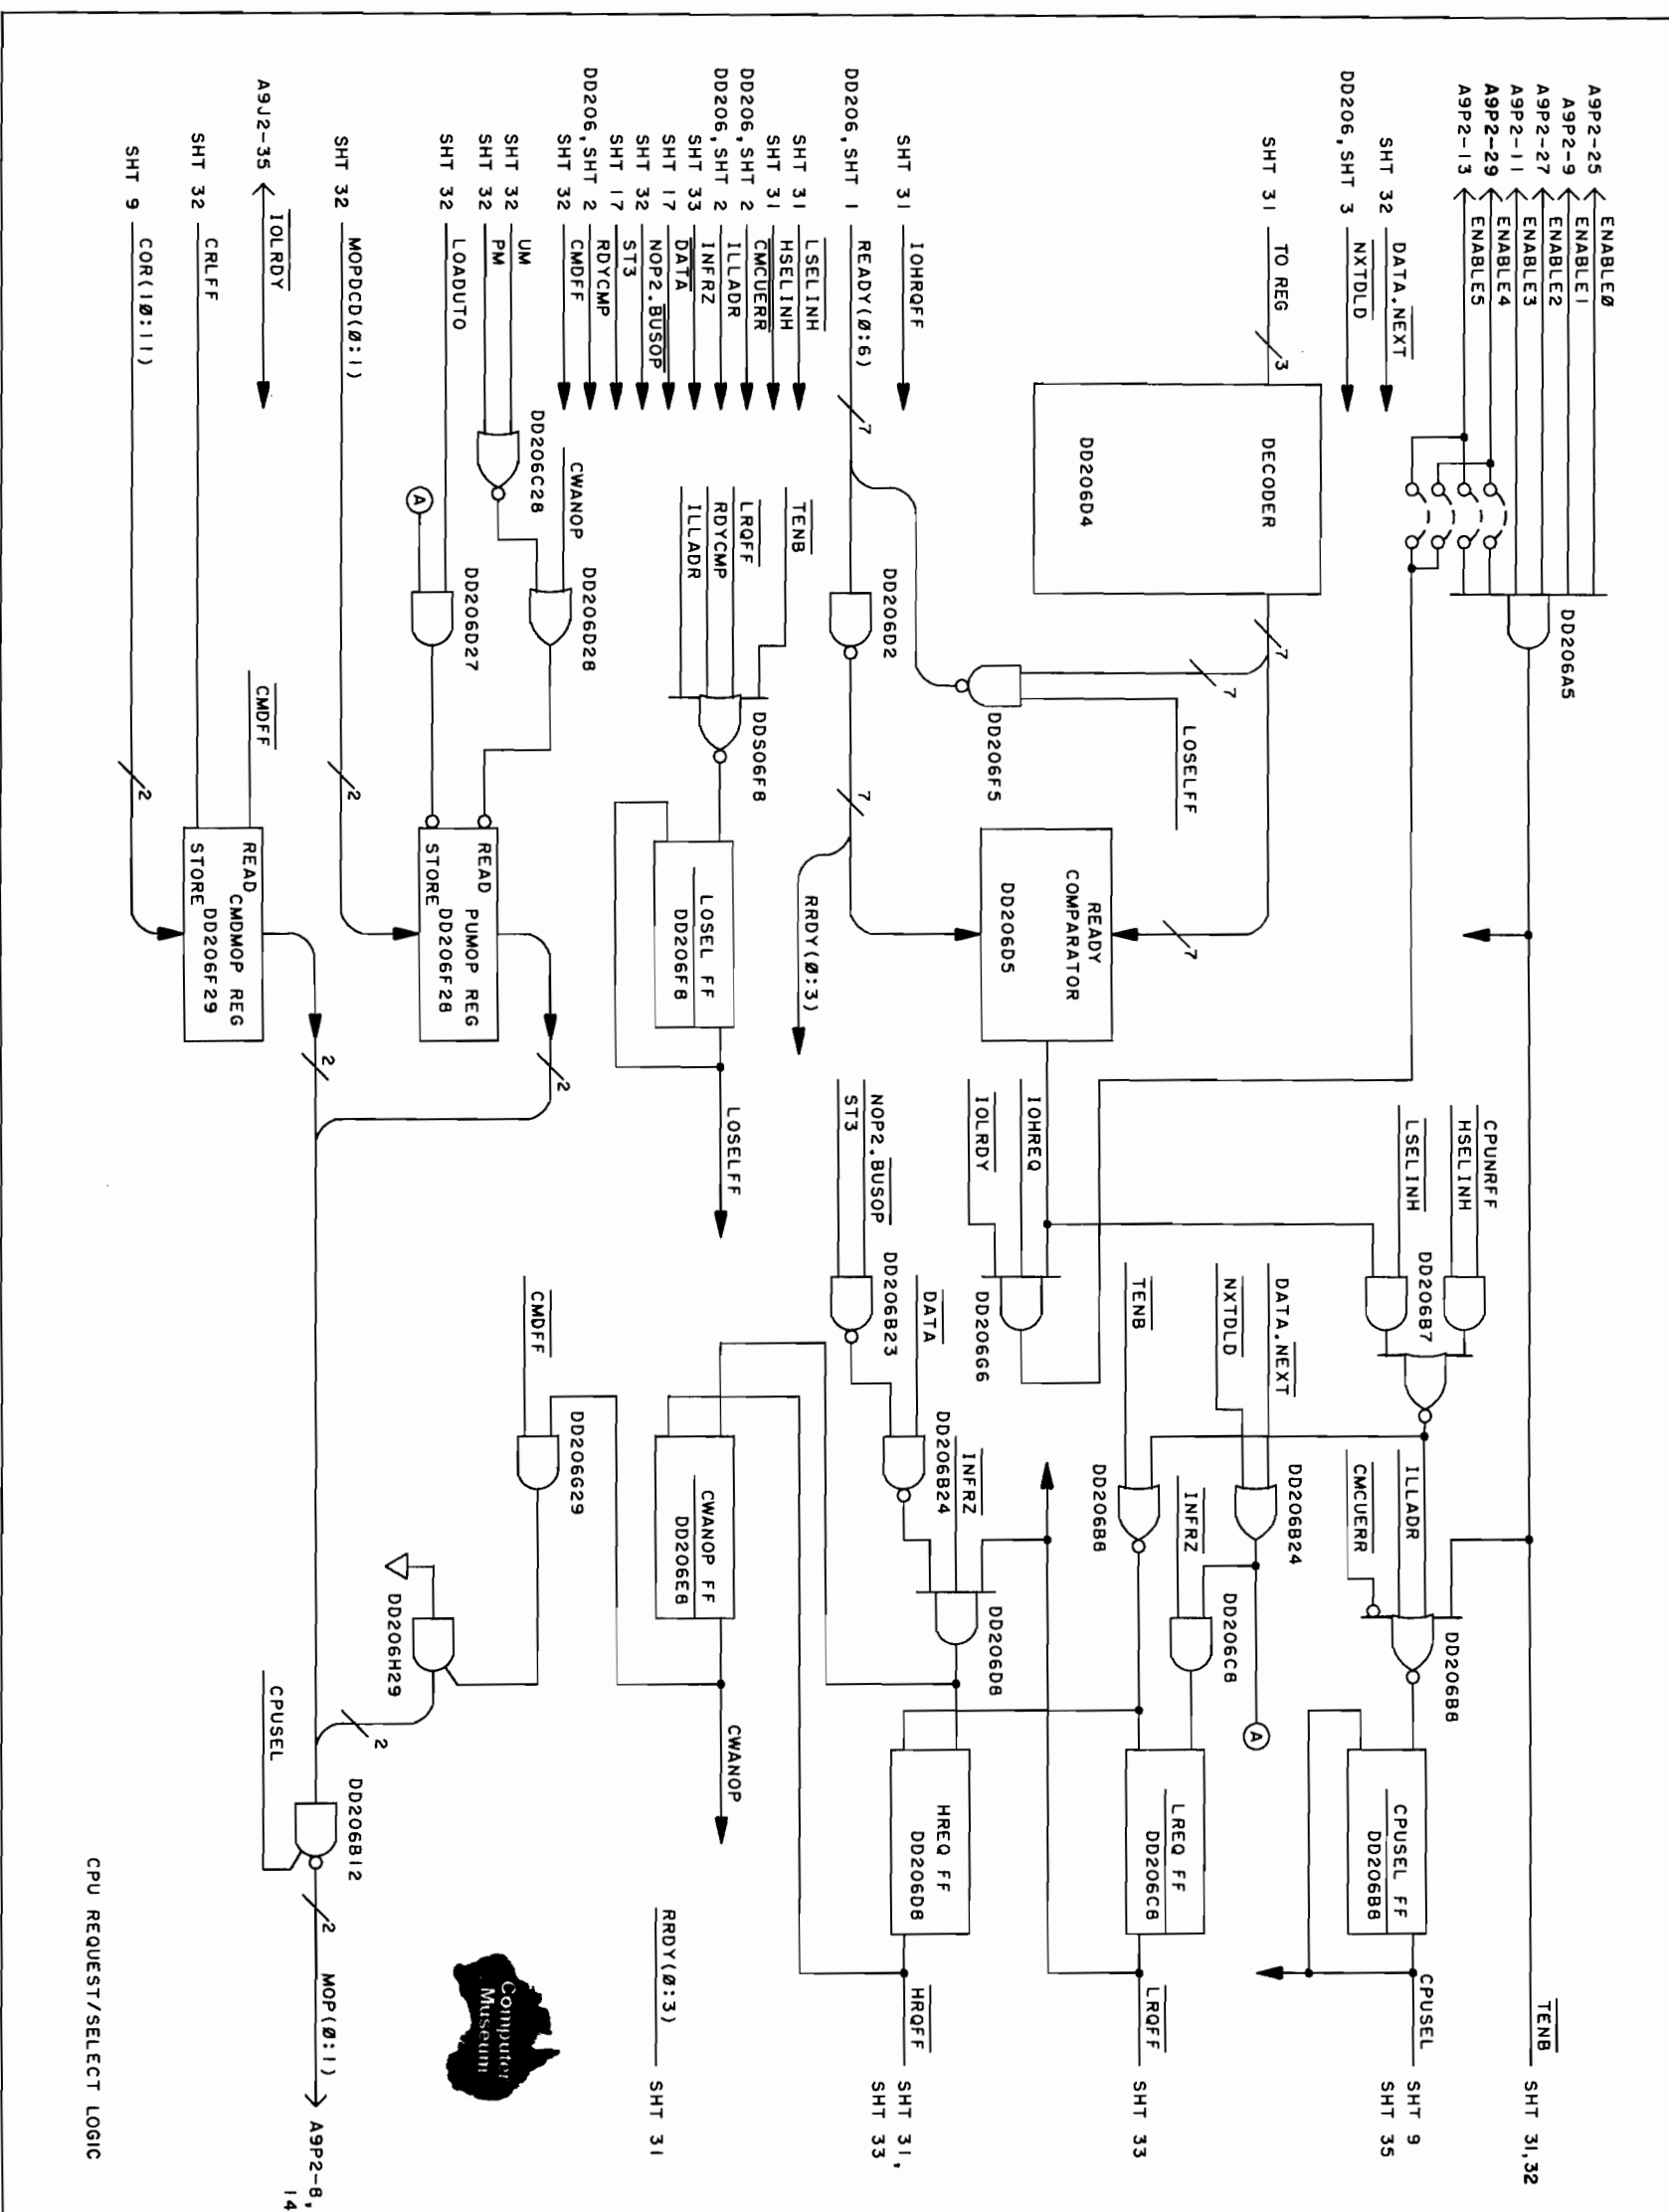 A9P2-25
ENABLEØ
A9P2-9
ENABLE1
A9P2-27
ENABLE2
A9P2-11
ENABLE3
A9P2-29
ENABLE4
A9P2-13
ENABLE5
DD206A5
TENB
SHT 31,32
SHT 32
DATA.NEXT
DD206,SHT 3
NXTDLD
CPUNRFF
HSELINH
LSELINH
DD206B7
ILLADR
CMCUERR
DD206B8
CPUSEL FF
DD206B8
CPUSEL
SHT 9
SHT 35
SHT 31
TO REG
3
DECODER
DD206D4
7
7
LOSELFF
DD206F5
7
READY
COMPARATOR
DD206D5
DATA.NEXT
NXTDLD
DD206B24
A
TENB
DD206B8
INFRZ
DD206C8
LREQ FF
DD206C8
LRQFF
SHT 33
IOHREQ
IOLRDY
DD206G6
SHT 31
IOHRQFF
DD206,SHT 1
READY(Ø:6)
7
DD206D2
7
RRDY(Ø:3)
NOP2.BUSOP
ST3
DD206B23
DATA
DD206B24
INFRZ
DD206D8
HREQ FF
DD206D8
HRQFF
SHT 31,
SHT 33
SHT 31
LSELINH
SHT 31
HSELINH
DD206,SHT 2
CMCUERR
DD206,SHT 2
ILLADR
SHT 33
INFRZ
SHT 17
DATA
SHT 32
NOP2.BUSOP
SHT 17
ST3
DD206,SHT 2
RDYCMP
SHT 32
CMDFF
TENB
LRQFF
RDYCMP
ILLADR
DDS06F8
LOSEL FF
DD206F8
LOSELFF
CWANOP FF
DD206E8
CWANOP
RRDY(Ø:3)
SHT 31
SHT 32
UM
SHT 32
PM
DD206C28
CWANOP
DD206D28
SHT 32
LOADUTO
A
DD206D27
READ
PUMOP REG
STORE
DD206F28
2
CMDFF
DD206G29
DD206H29
2
Computer
Museum
SHT 32
MOPDCD(Ø:1)
2
CPUSEL
DD206B12
2
MOP(Ø:1)
A9P2-8,
14
A9J2-35
IOLRDY
SHT 32
CRLFF
CMDFF
READ
CMDMOP REG
STORE
DD206F29
2
SHT 9
COR(1Ø:11)
2
CPU REQUEST/SELECT LOGIC